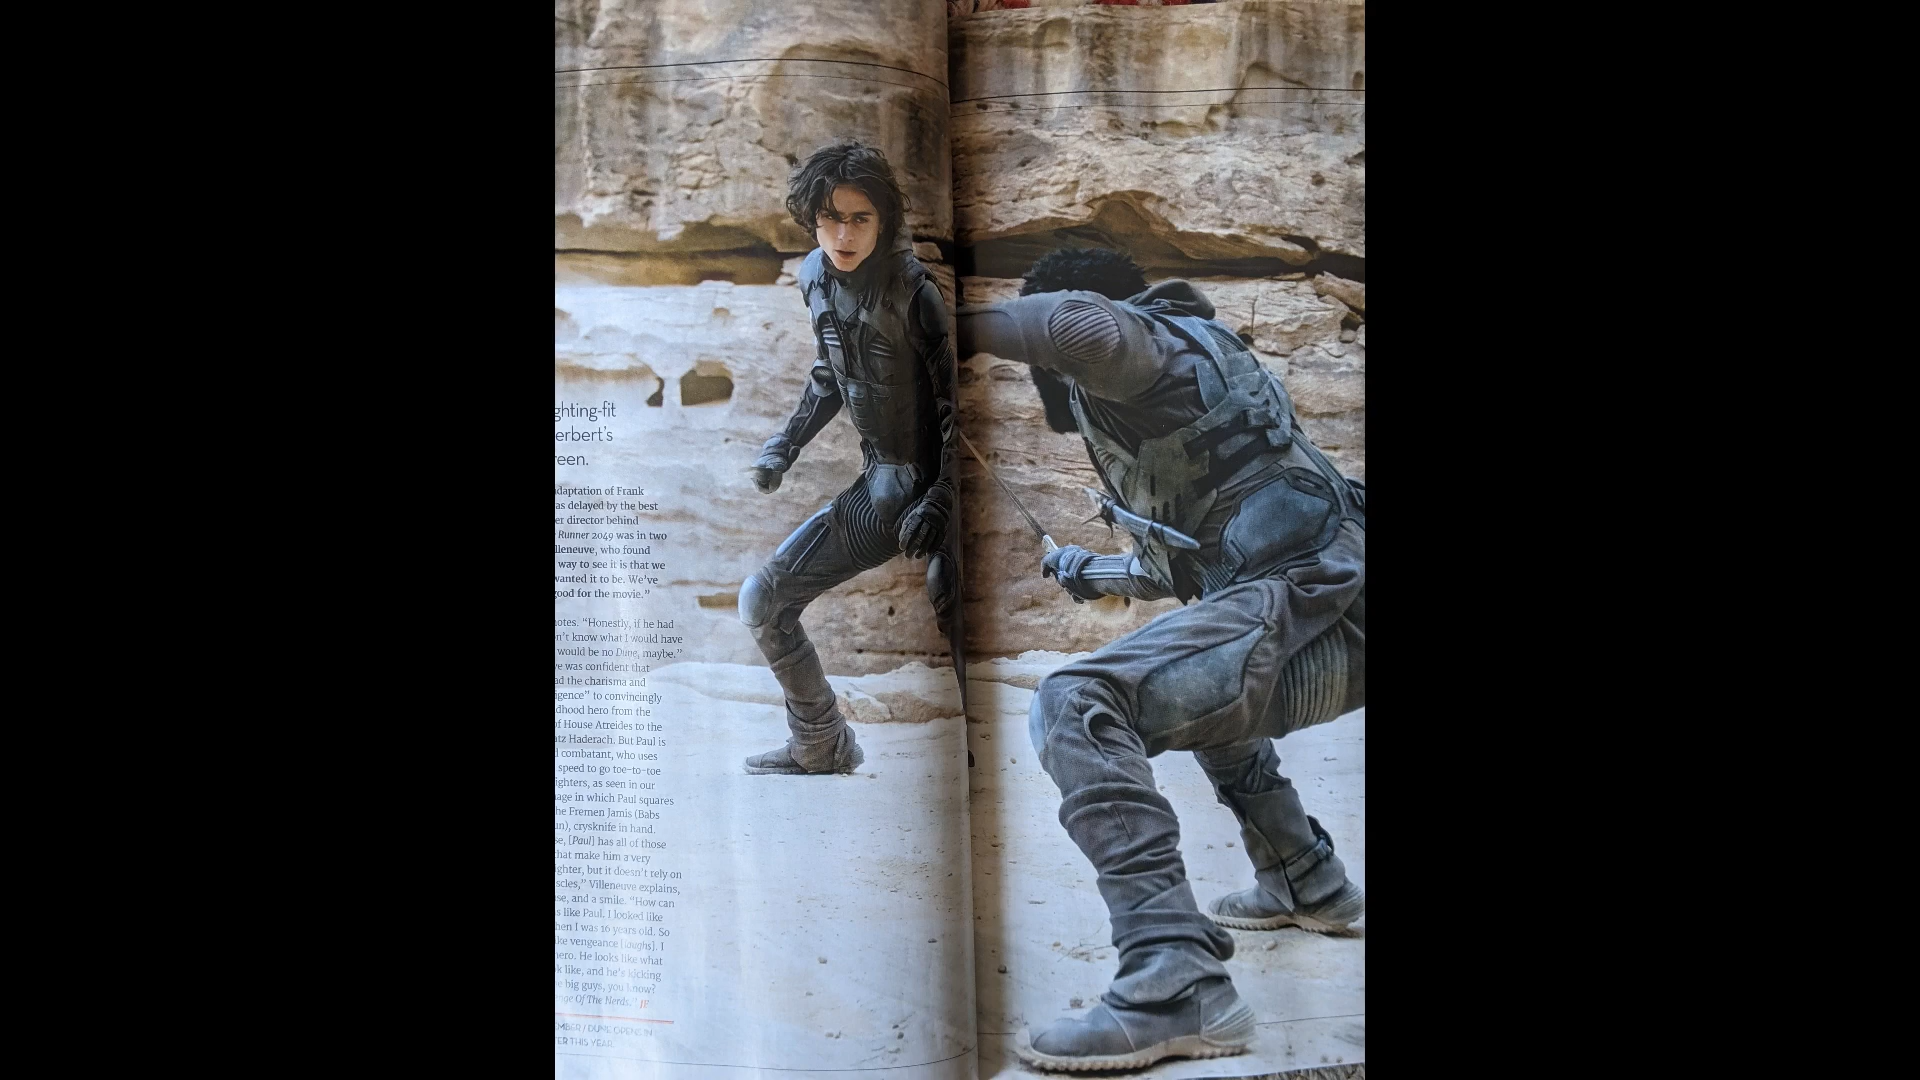 ghting-fit
erbert's
reen.
adaptation of Frank
as delayed by the best
er director behind
Runner 2049 was in two
lleneuve, who found
way to see it is that we
wanted it to be. We've
good for the movie."
notes. "Honestly, if he had
n't know what I would have
would be no Dune, maybe."
ve was confident that
ad the charisma and
igence" to convincingly
dhood hero from the
of House Atreides to the
atz Haderach. But Paul is
l combatant, who uses
speed to go toe-to-toe
ighters, as seen in our
age in which Paul squares
he Fremen Jamis (Babs
un), crysknife in hand.
se, [Paul] has all of those
that make him a very
ighter, but it doesn't rely on
scles," Villeneuve explains,
se, and a smile. "How can
s like Paul. I looked like
hen I was 16 years old. So
ke vengeance [laughs]. I
hero. He looks like what
k like, and he's kicking
e big guys, you know?
nge Of The Nerds." JF
EMBER / DUNE OPENS IN
TER THIS YEAR.